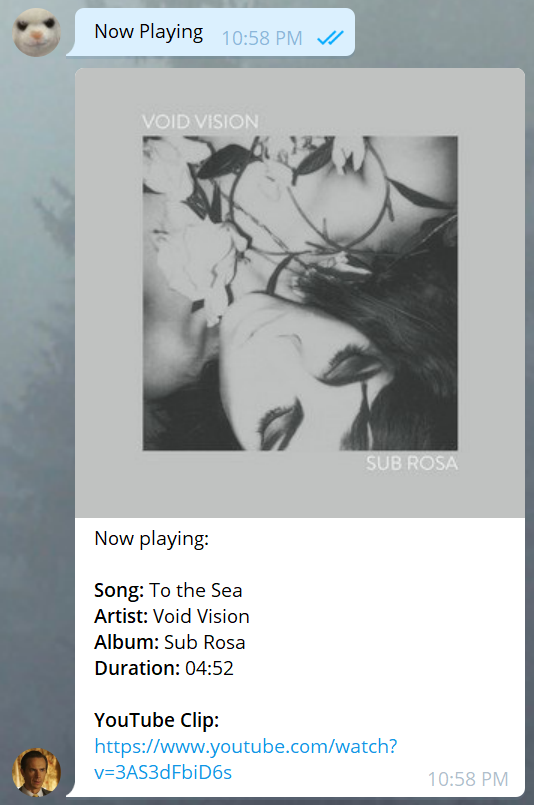 Now Playing 10:58 PM
VOID VISION
SUB ROSA
Now playing:
Song: To the Sea
Artist: Void Vision
Album: Sub Rosa
Duration: 04:52
YouTube Clip:
https://www.youtube.com/watch?
v=3AS3dFbiD6s
10:58 PM